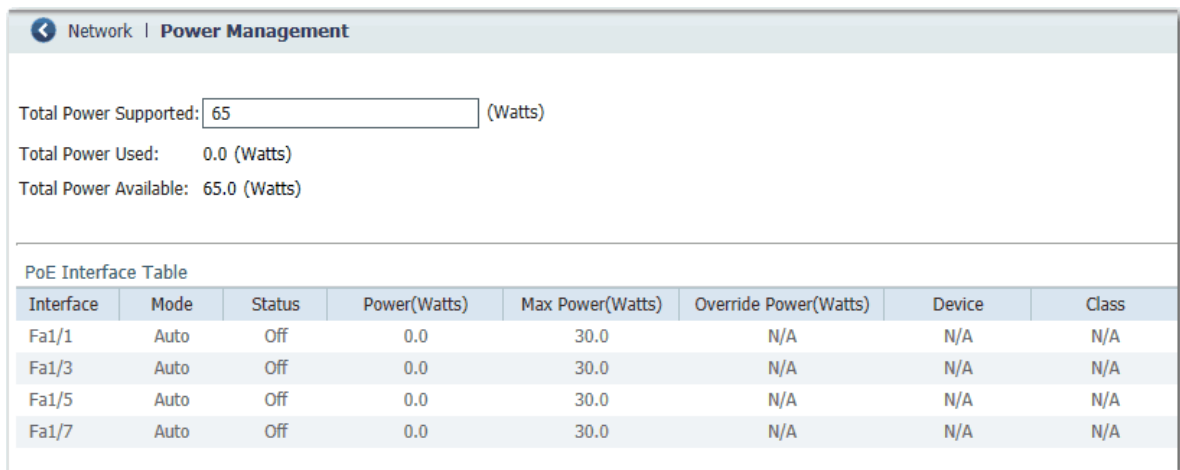 Network | Power Management
Total Power Supported: 65 (Watts)
Total Power Used: 0.0 (Watts)
Total Power Available: 65.0 (Watts)
PoE Interface Table
Interface Mode Status Power(Watts) Max Power(Watts) Override Power(Watts) Device Class
Fa1/1 Auto Off 0.0 30.0 N/A N/A N/A
Fa1/3 Auto Off 0.0 30.0 N/A N/A N/A
Fa1/5 Auto Off 0.0 30.0 N/A N/A N/A
Fa1/7 Auto Off 0.0 30.0 N/A N/A N/A